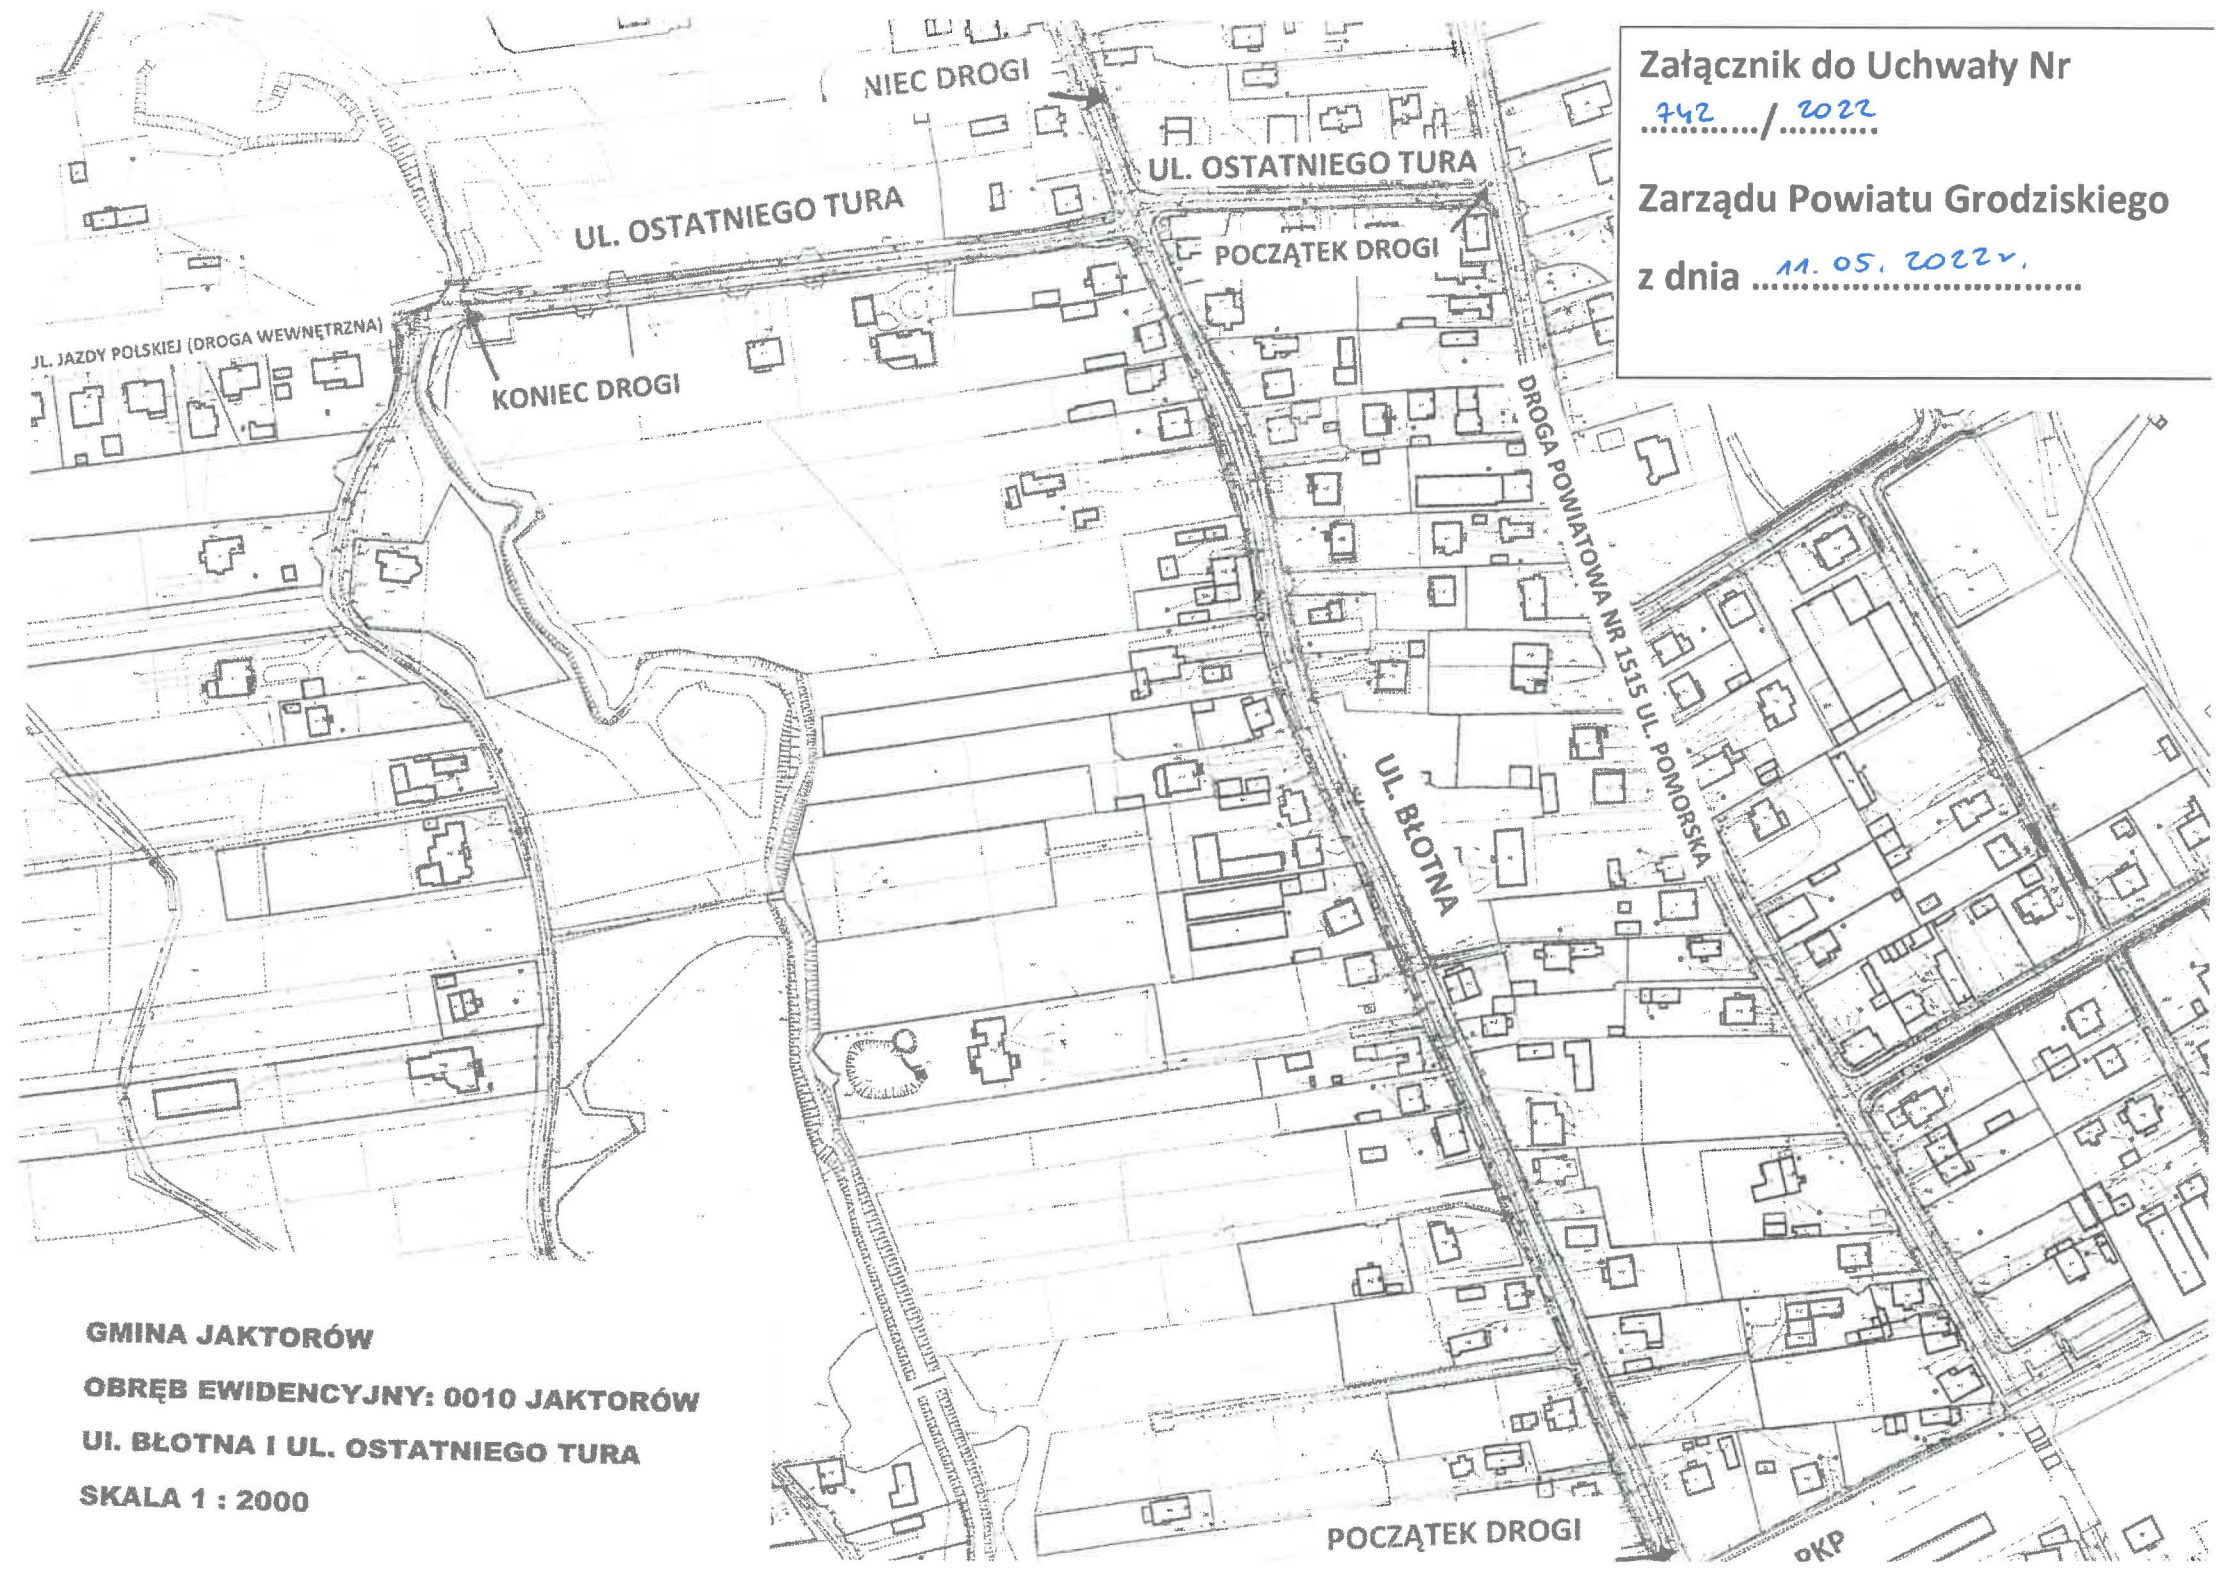 NIEC DROGI
Załącznik do Uchwały Nr
742 / 2022
Zarządu Powiatu Grodziskiego
z dnia 11. 05. 2022 r.
UL. OSTATNIEGO TURA
UL. OSTATNIEGO TURA
POCZĄTEK DROGI
JL. JAZDY POLSKIEJ (DROGA WEWNĘTRZNA)
KONIEC DROGI
DROGA POWIATOWA NR 1515 UL. POMORSKA
UL. BŁOTNA
GMINA JAKTORÓW
OBRĘB EWIDENCYJNY: 0010 JAKTORÓW
Ul. BŁOTNA I UL. OSTATNIEGO TURA
SKALA 1 : 2000
POCZĄTEK DROGI
PKP